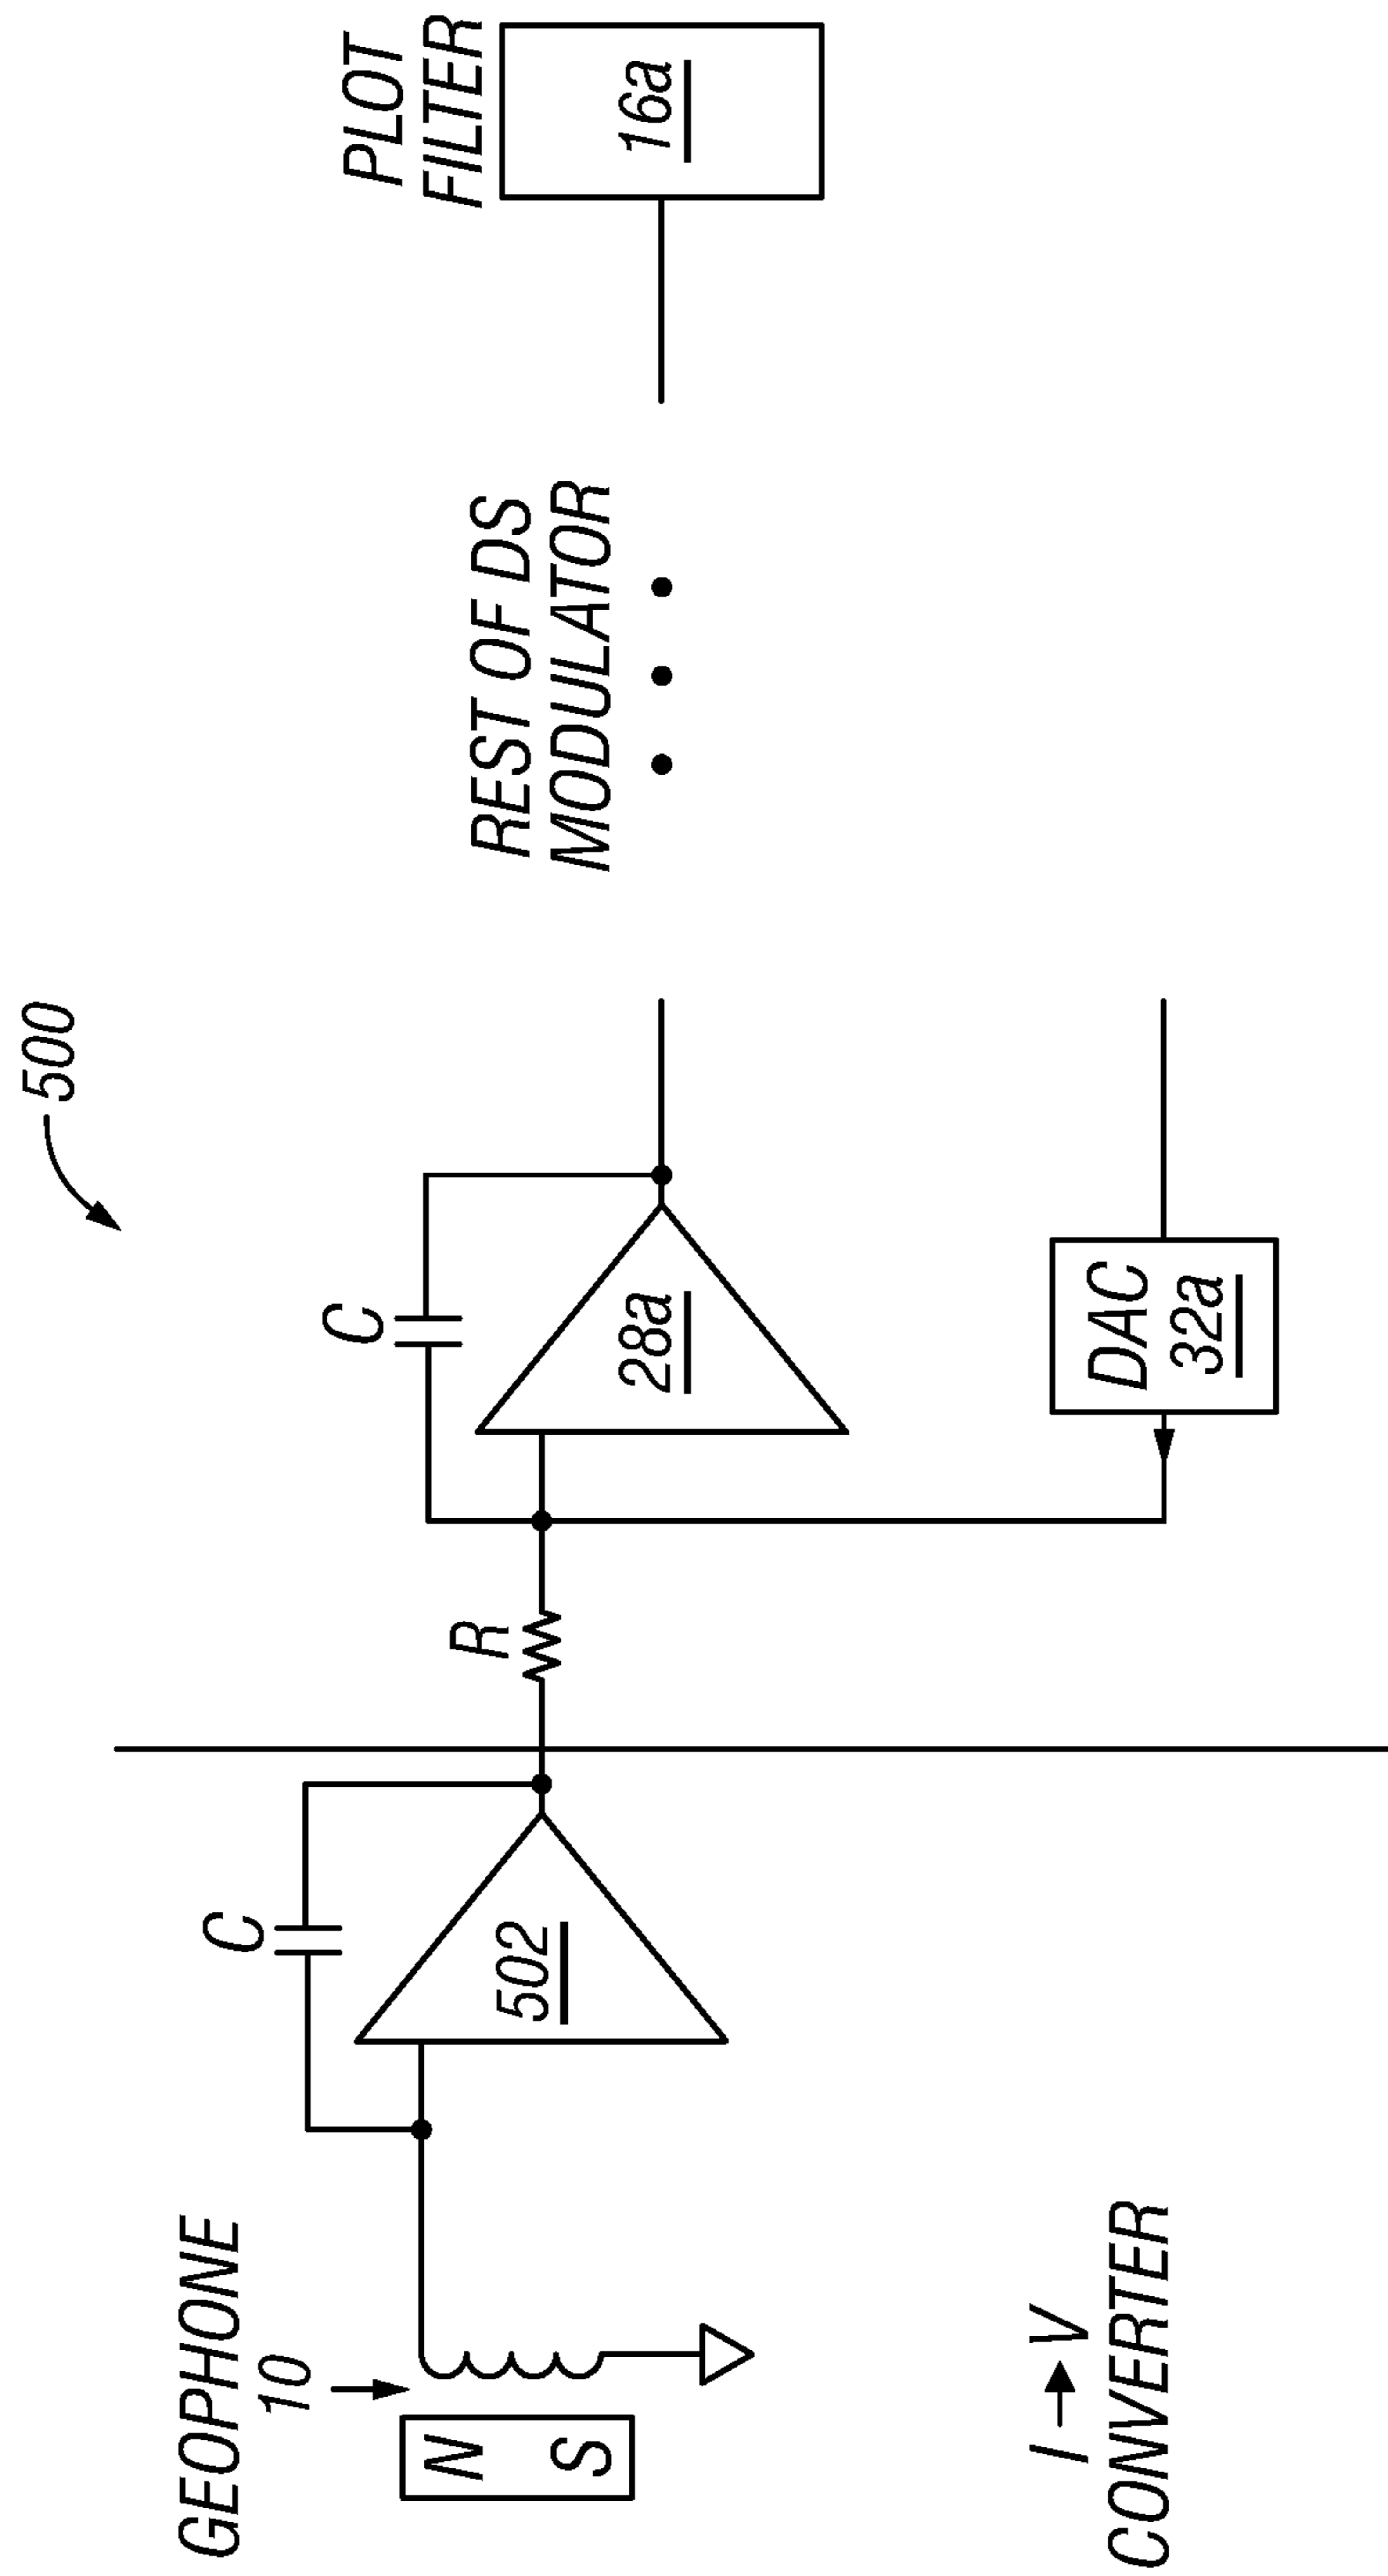 500
GEOPHONE
10
N
S
C
502
R
C
28a
REST OF DS
MODULATOR
PLOT
FILTER
16a
DAC
32a
I → V
CONVERTER